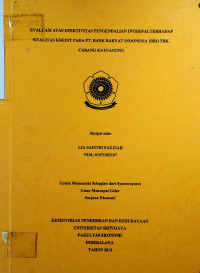 EVALUASI ATAS EFEKTIVITAS PENGENDALIAN INTERNAL TERHADAP
KUALITAS KREDIT PADA PT. BANK RAKYAT INDONESIA (BRI) TBK.
CABANG KAYUAGUNG
Skripsi oleh:
LIA SAFITRI FAUZIAH
NIM: 01071003107
Untuk Memenuhi Sebagian dari Syarat-syarat
Guna Mencapai Gelar
Sarjana Ekonomi
KEMENTERIAN PENDIDIKAN DAN KEBUDAYAAN
UNIVERSITAS SRIWIJAYA
FAKULTAS EKONOMI
INDERALAYA
TAHUN 2012